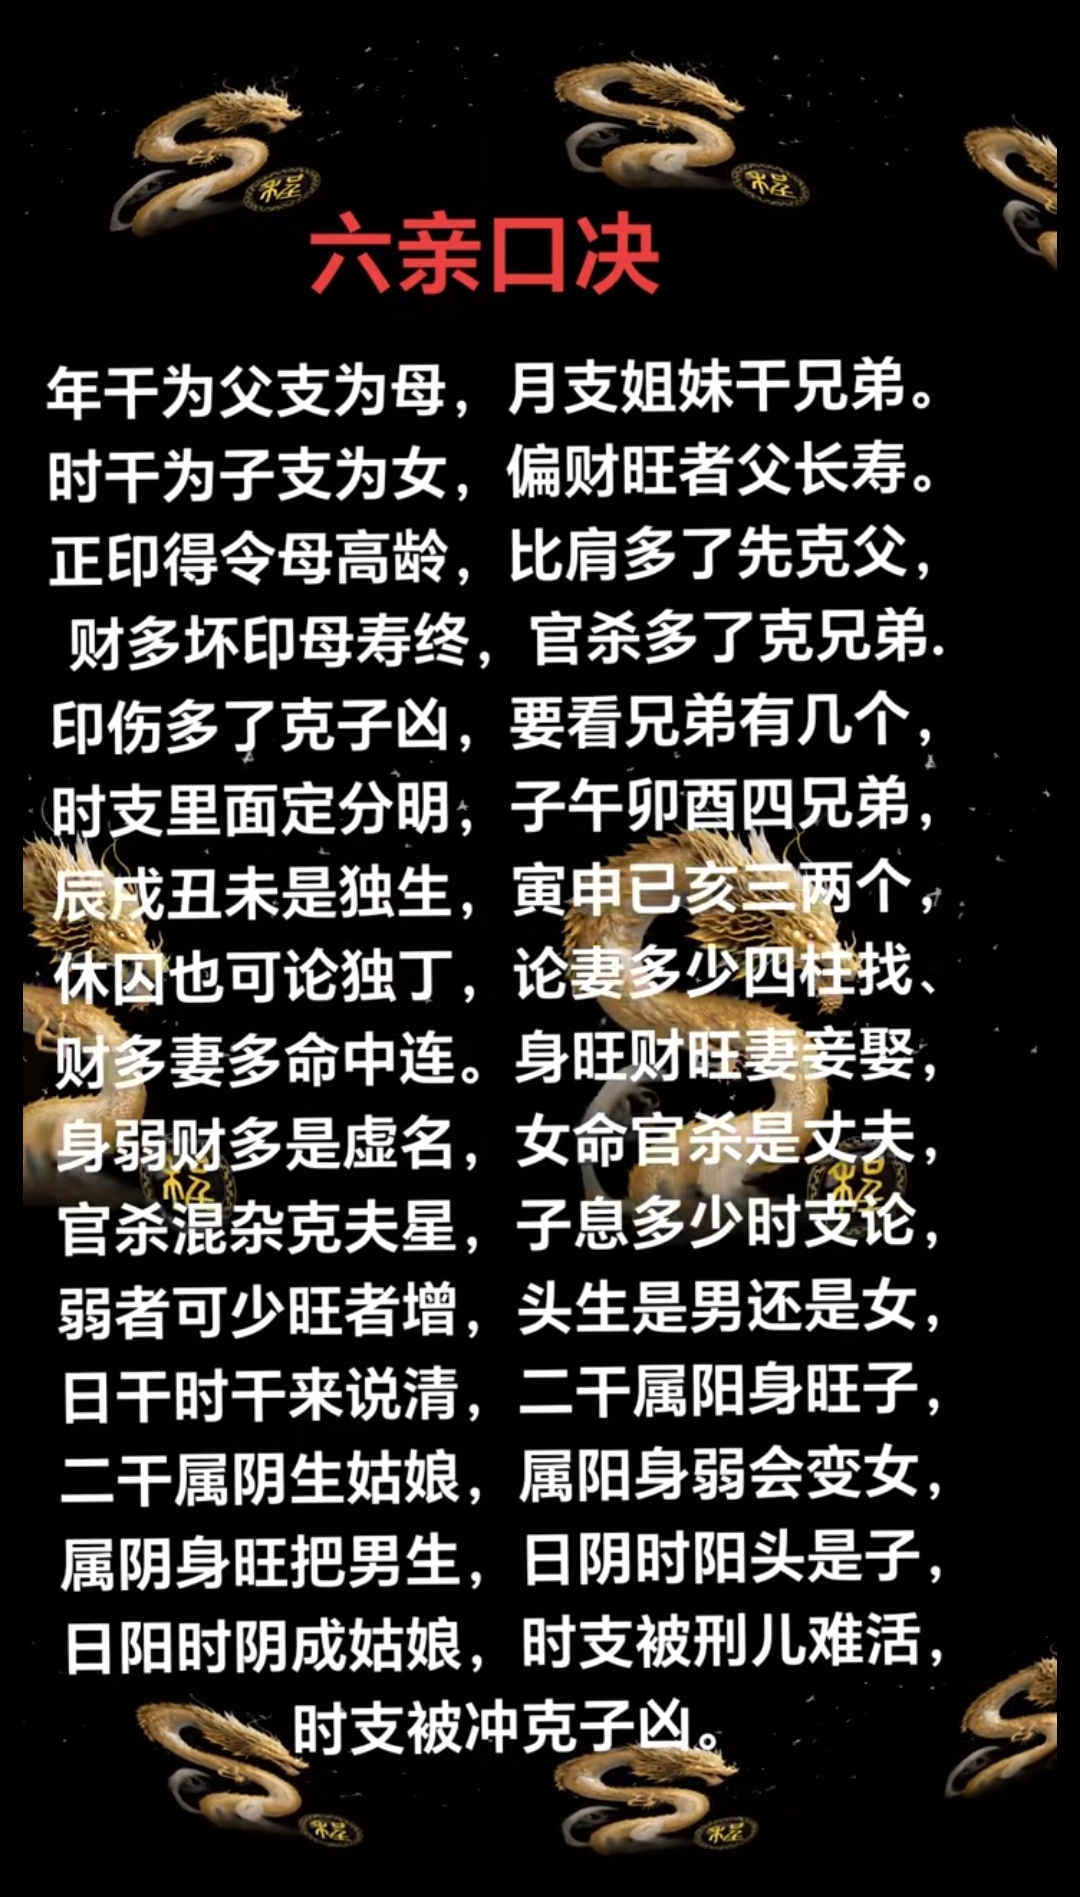 六亲口决
年干为父支为母，月支姐妹干兄弟。
时干为子支为女，偏财旺者父长寿。
正印得令母高龄，比肩多了先克父，
财多坏印母寿终，官杀多了克兄弟.
印伤多了克子凶，要看兄弟有几个，
时支里面定分明，子午卯酉四兄弟，
辰戌丑未是独生，寅申已亥三两个，
休囚也可论独丁，论妻多少四柱找、
财多妻多命中连。身旺财旺妻妾娶，
身弱财多是虚名，女命官杀是丈夫，
官杀混杂克夫星，子息多少时支论，
弱者可少旺者增，头生是男还是女，
日干时干来说清，二干属阳身旺子，
二干属阴生姑娘，属阳身弱会变女，
属阴身旺把男生，日阴时阳头是子，
日阳时阴成姑娘，时支被刑儿难活，
时支被冲克子凶。